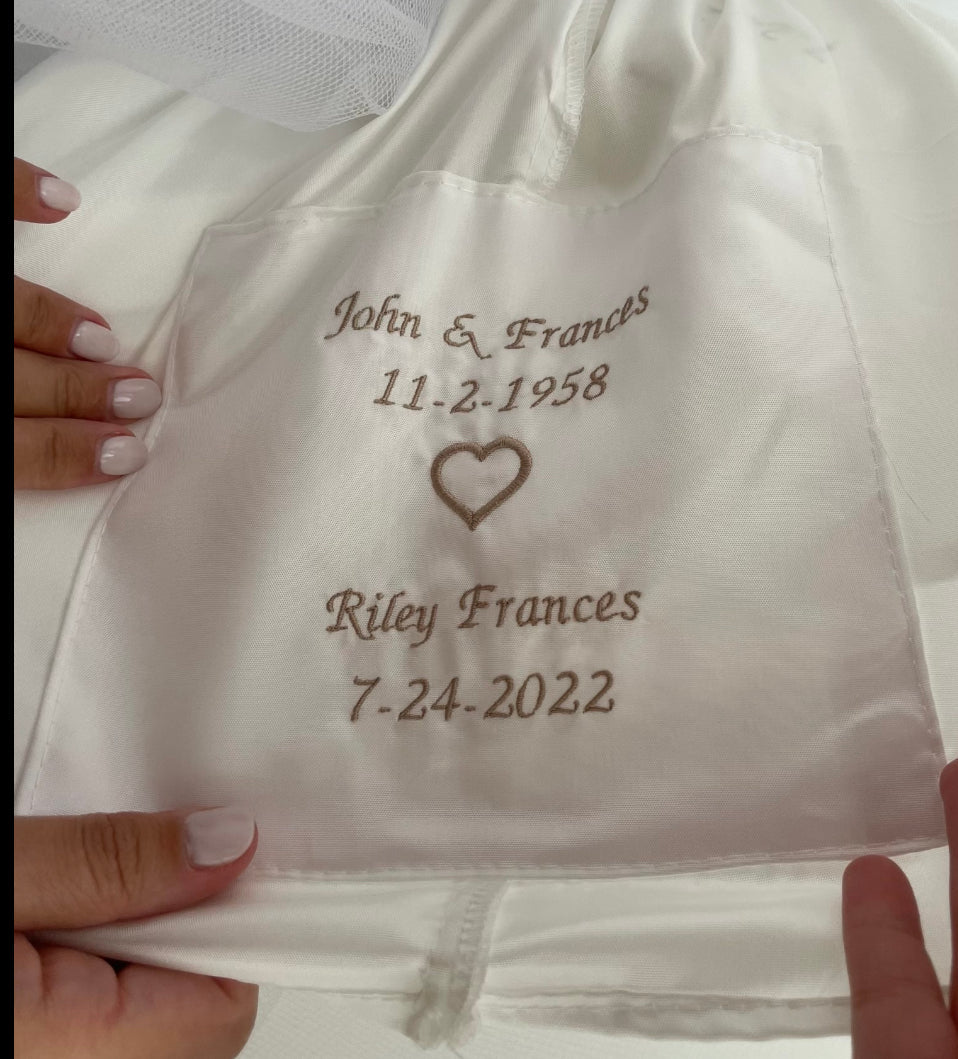 John & Frances
11-2-1958
Riley Frances
7-24-2022